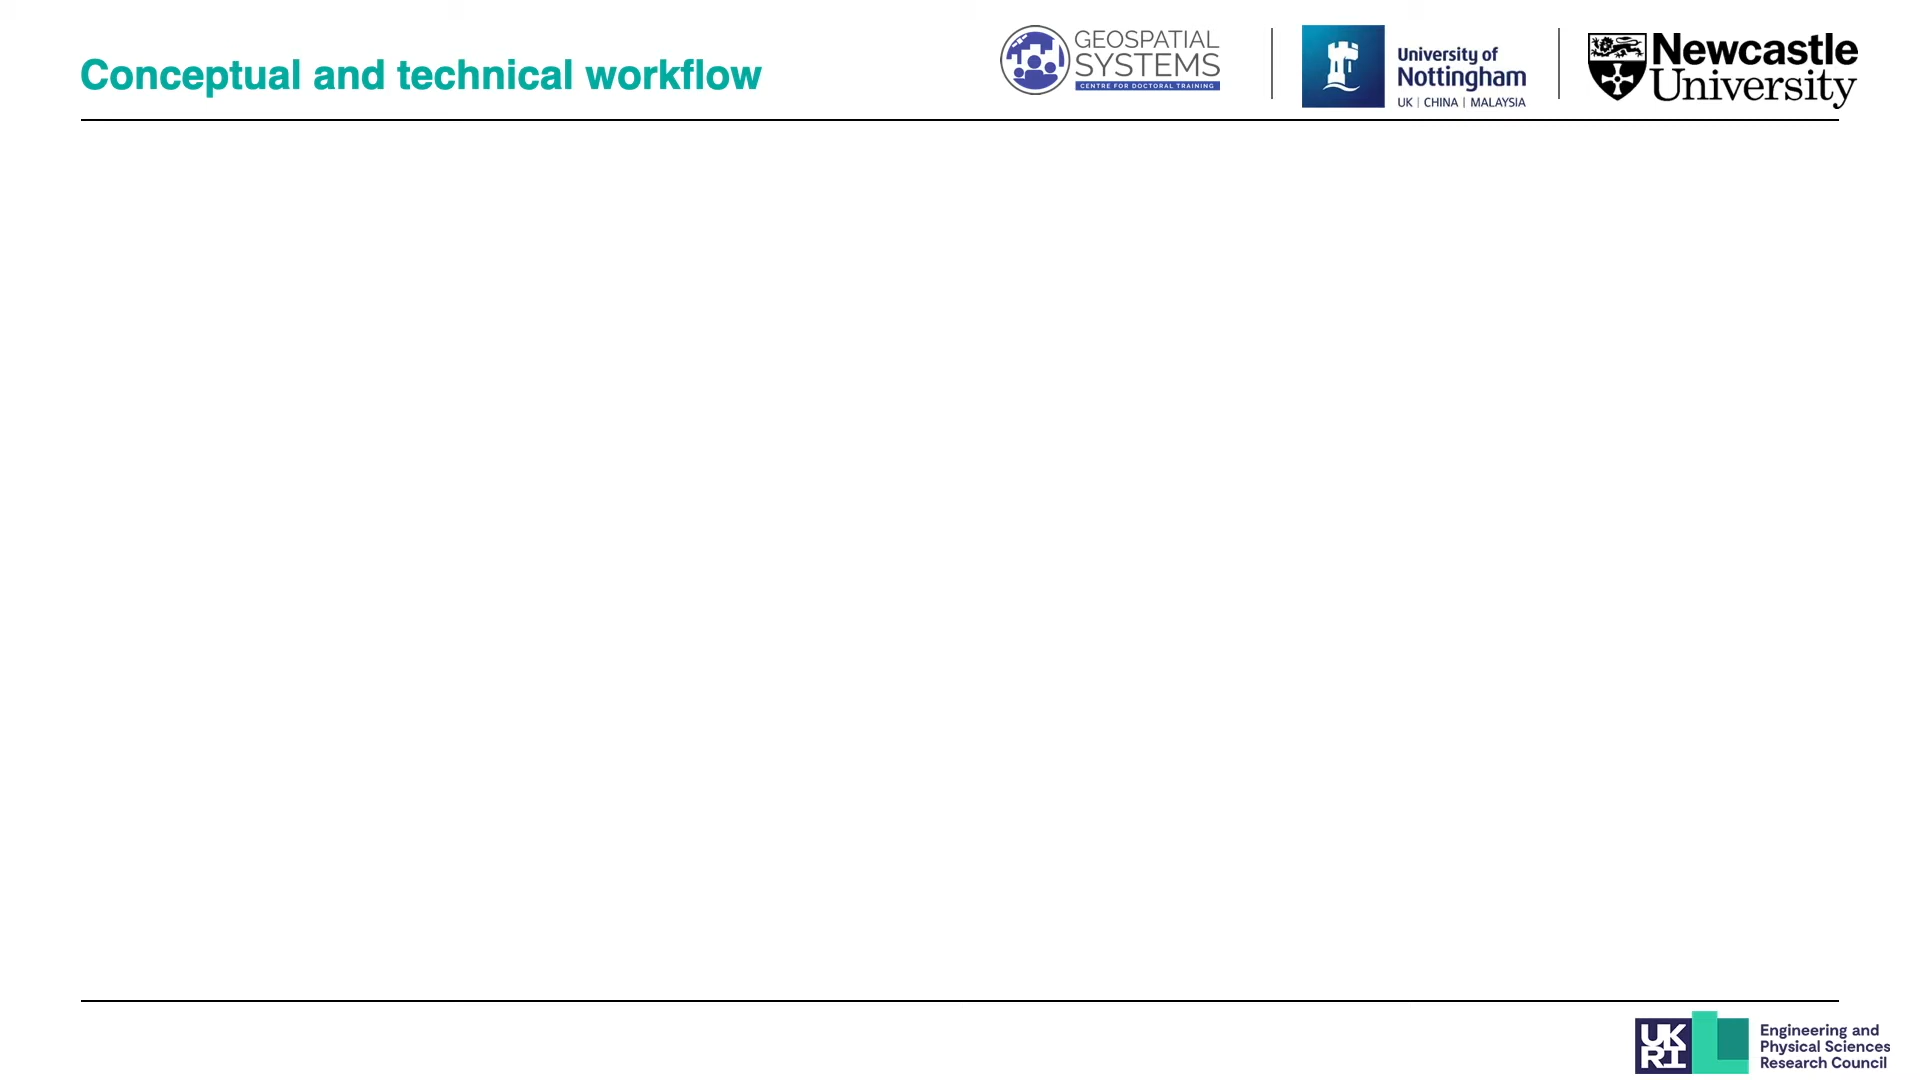 Conceptual and technical workflow
GEOSPATIAL
SYSTEMS
CENTRE FOR DOCTORAL TRAINING
University of
Nottingham
UK | CHINA | MALAYSIA
Newcastle
University
UK
RI
Engineering and
Physical Sciences
Research Council